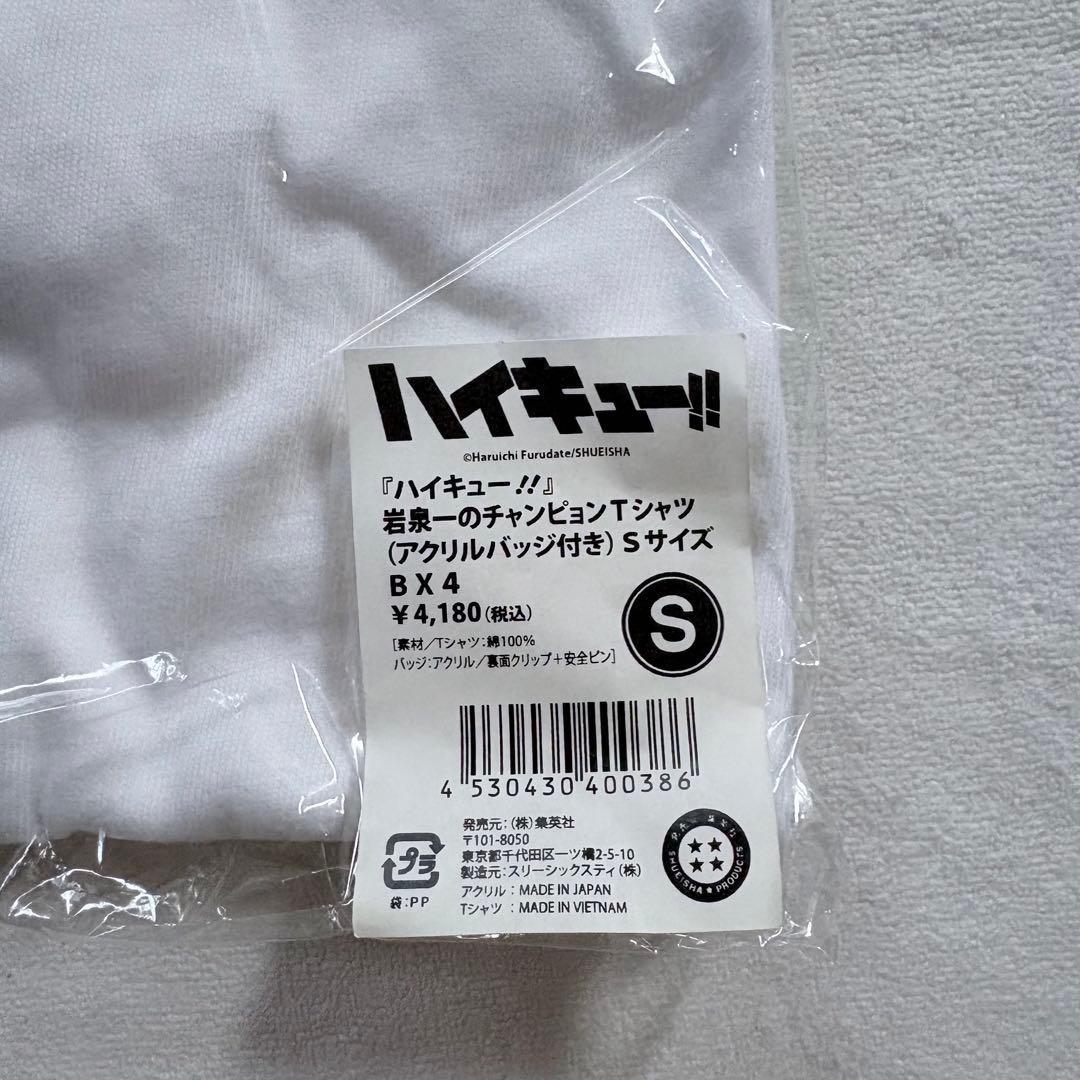 ハイキュー!!
©Haruichi Furudate/SHUEISHA
『ハイキュー!!』
岩泉一のチャンピョンTシャツ
(アクリルバッジ付き) Sサイズ
B X 4
¥4,180(税込)
S
[素材/Tシャツ:綿100%
バッジ:アクリル/裏面クリップ+安全ピン]
4 530430 400386
発売元:(株)集英社
〒101-8050
東京都千代田区一ツ橋2-5-10
製造元:スリーシックスティ(株)
アクリル:MADE IN JAPAN
Tシャツ:MADE IN VIETNAM
プラ
袋:PP
SHUEISHA ★ PRODUCTS